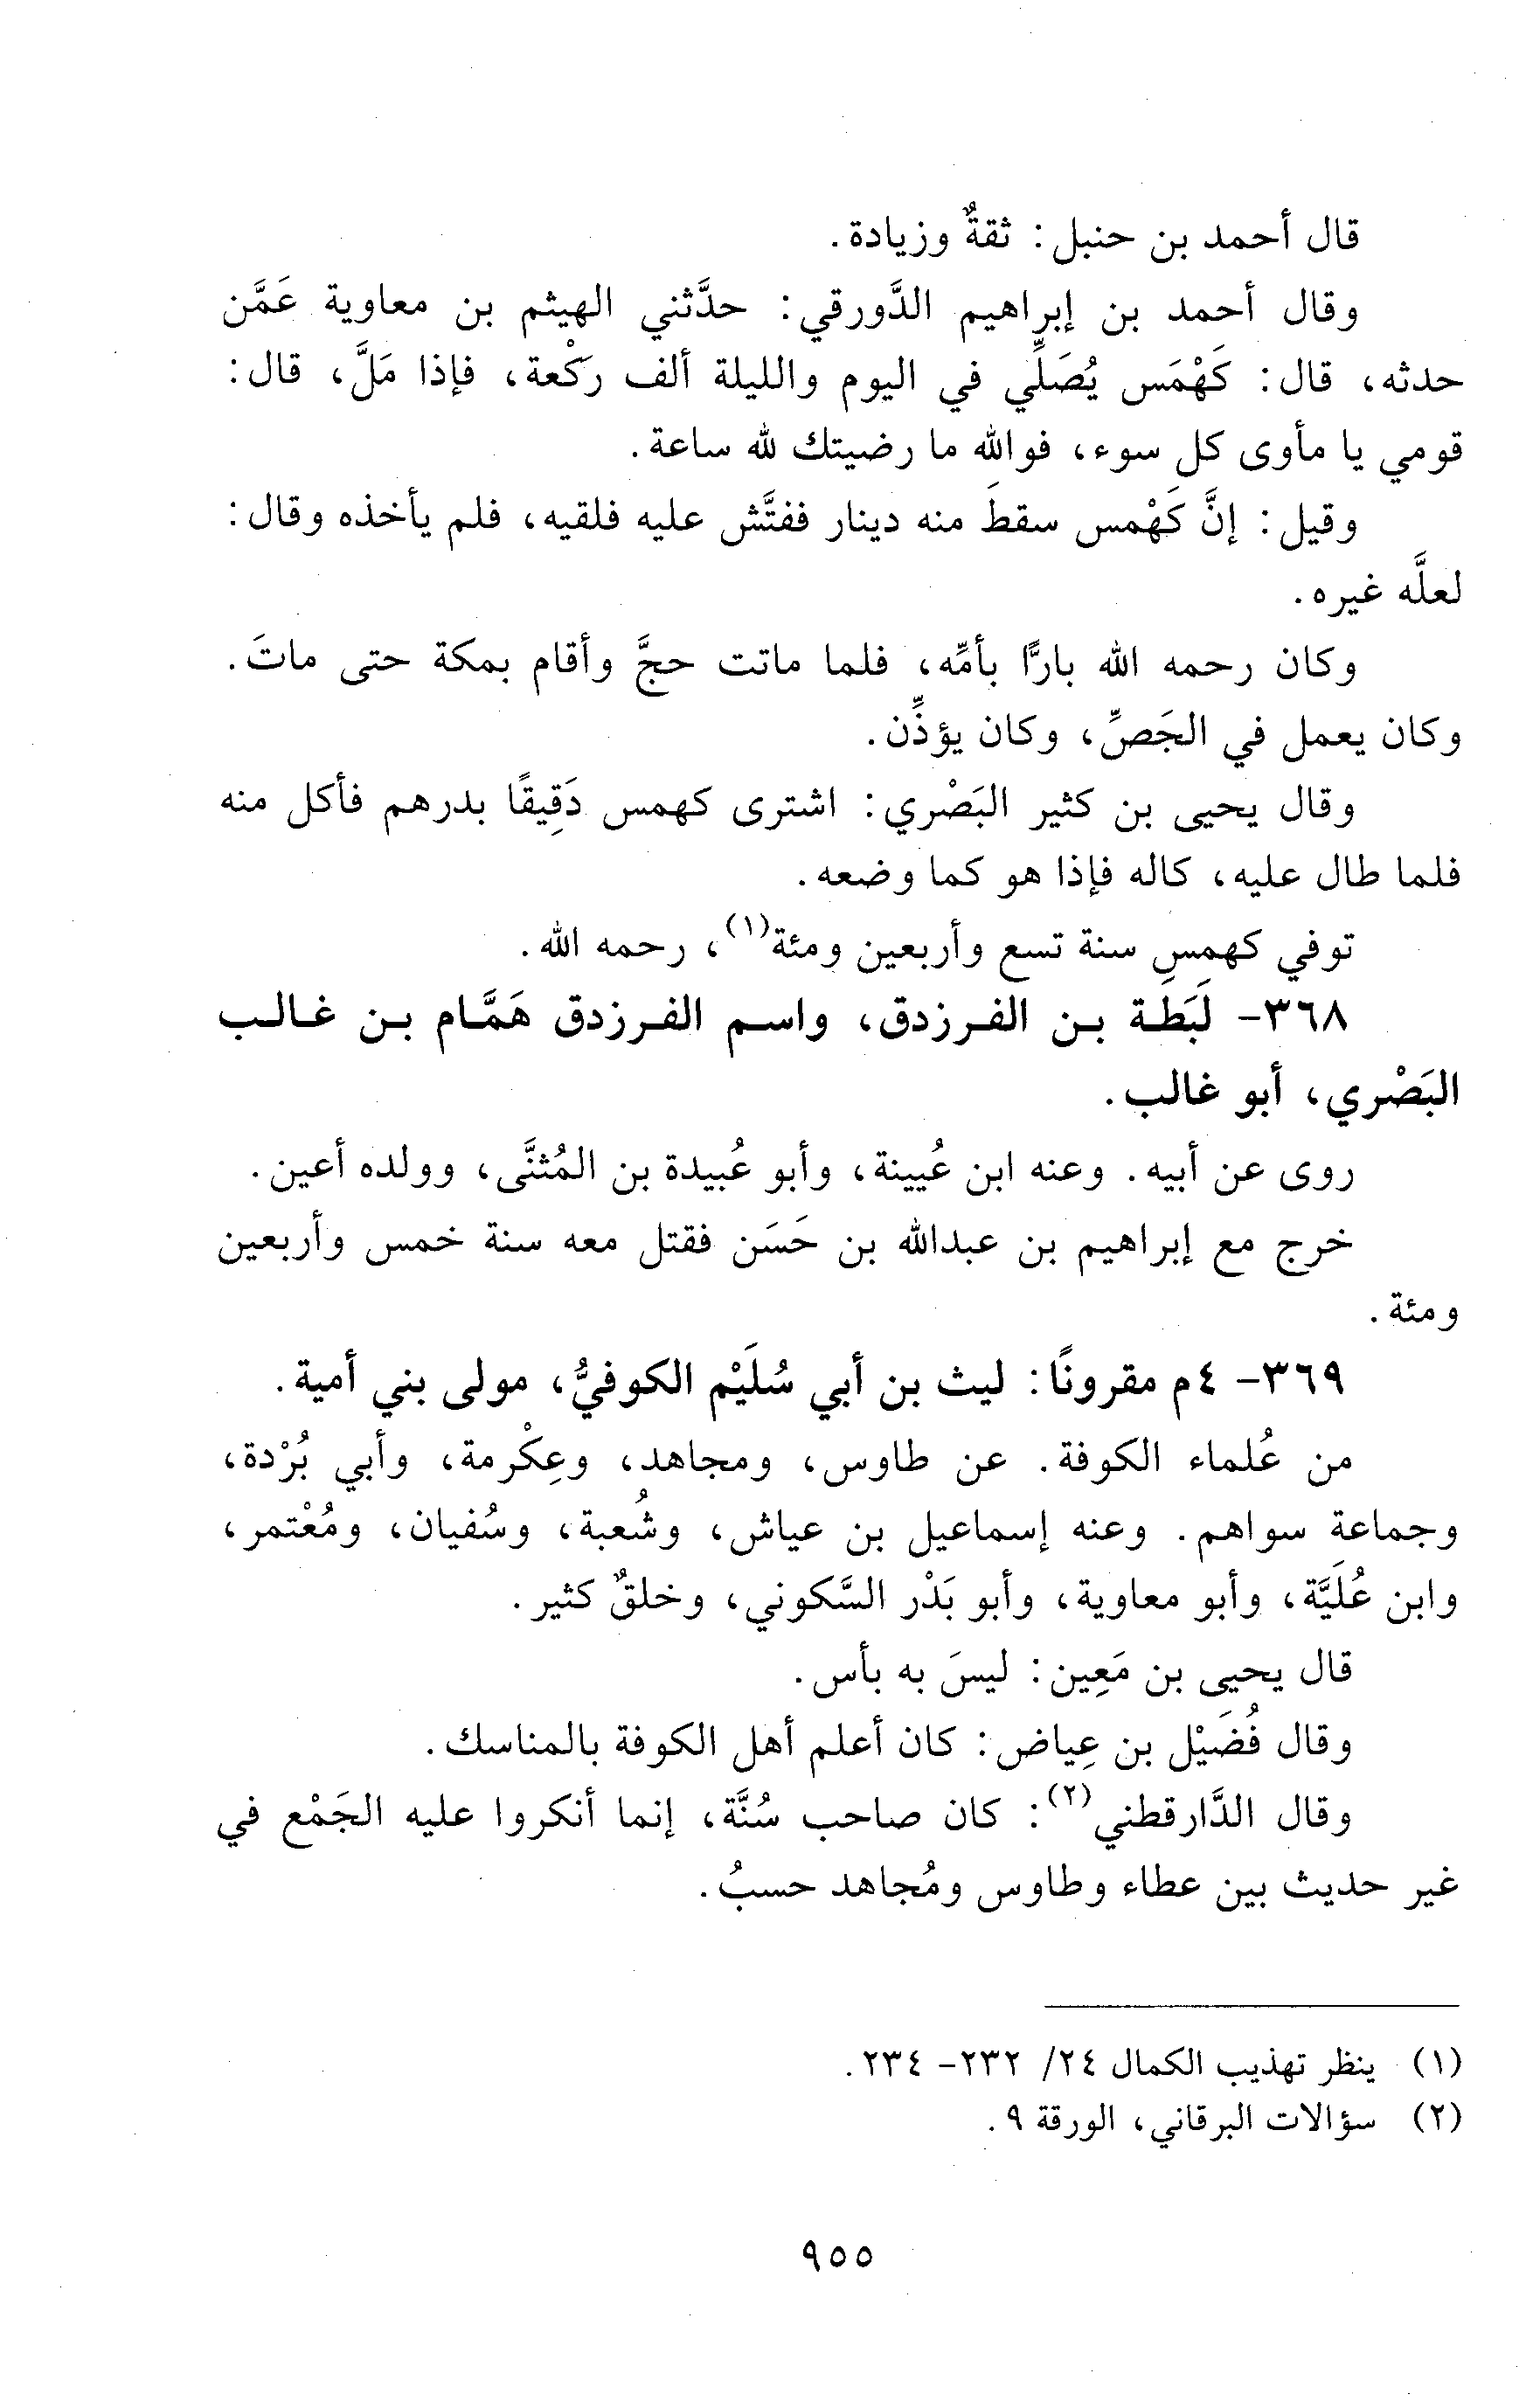 قال أحمد بن حنبل: ثقةٌ وزيادة.
وقال أحمد بن إبراهيم الدَّورقي: حدَّثني الهيثم بن معاوية عَمَّن
حدثه، قال: كَهْمَس يُصَلِّي في اليوم والليلة ألف رَكْعة، فإذا مَلَّ، قال:
قومي يا مأوى كل سوء، فوالله ما رضيتك لله ساعة.
وقيل: إنَّ كَهْمس سقطَ منه دينار ففتَّش عليه فلقيه، فلم يأخذه وقال:
لعلَّه غيره.
وكان رحمه الله بارًّا بأمِّه، فلما ماتت حجَّ وأقام بمكة حتى ماتَ.
وكان يعمل في الجَصِّ، وكان يؤذِّن.
وقال يحيى بن كثير البَصْري: اشترى كهمس دَقِيقًا بدرهم فأكل منه
فلما طال عليه، كاله فإذا هو كما وضعه.
توفي كهمسِ سنة تسع وأربعين ومئة(١)، رحمه الله.
٣٦٨- لَبَطة بن الفرزدق، واسم الفرزدق هَمَّام بن غالب
البَصْري، أبو غالب.
روى عن أبيه. وعنه ابن عُيينة، وأبو عُبيدة بن المُثنَّى، وولده أعين.
خرج مع إبراهيم بن عبدالله بن حَسَن فقتل معه سنة خمس وأربعين
ومئة.
٣٦٩- ٤م مقرونًا: ليث بن أبي سُلَيْم الكوفيُّ، مولى بني أمية.
من عُلماء الكوفة. عن طاوس، ومجاهد، وعِكْرمة، وأبي بُرْدة،
وجماعة سواهم. وعنه إسماعيل بن عياش، وشُعبة، وسُفيان، ومُعْتمر،
وابن عُلَيَّة، وأبو معاوية، وأبو بَدْر السَّكوني، وخلقٌ كثير.
قال يحيى بن مَعِين: ليسَ به بأس.
وقال فُضَيْل بن عِياض: كان أعلم أهل الكوفة بالمناسك.
وقال الدَّارقطني(٢): كان صاحب سُنَّة، إنما أنكروا عليه الجَمْع في
غير حديث بين عطاء وطاوس ومُجاهد حسبُ.
(١) ينظر تهذيب الكمال ٢٤/ ٢٣٢- ٢٣٤.
(٢) سؤالات البرقاني، الورقة ٩.
٩٥٥